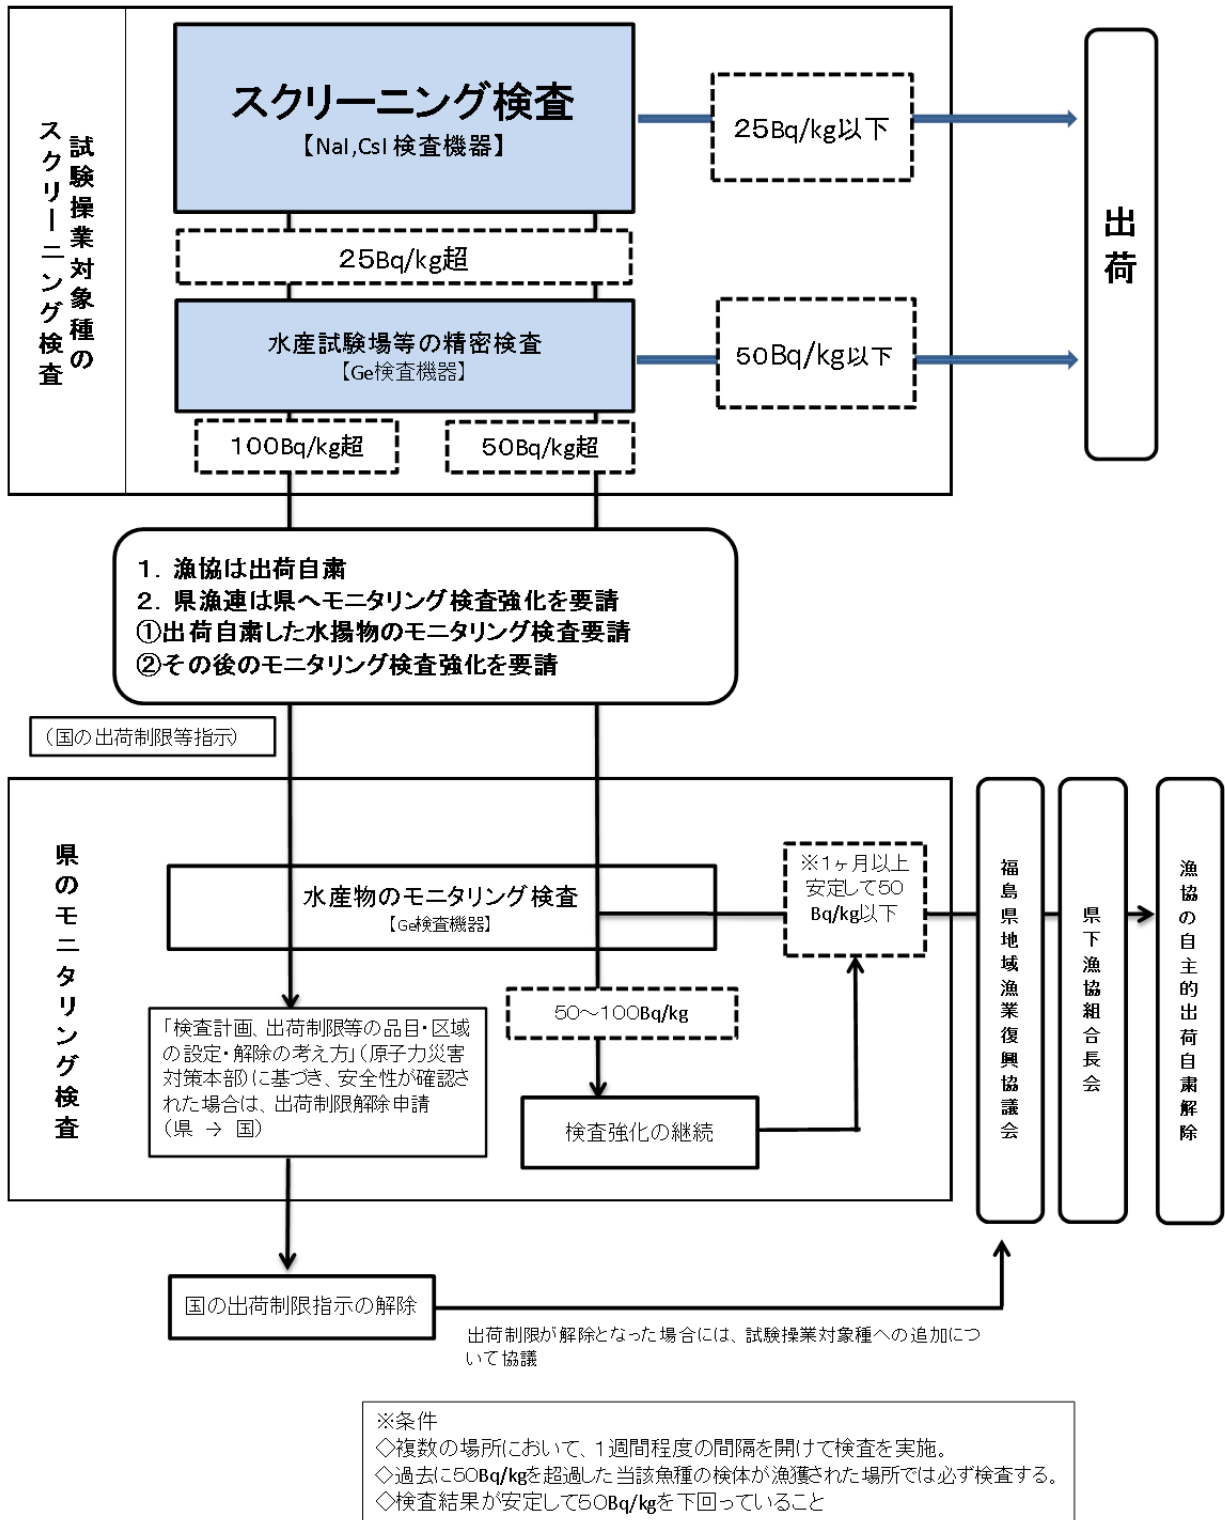 試験操業対象種の
スクリーニング検査
スクリーニング検査
【NaI,CsI 検査機器】
25Bq/kg以下
出荷
25Bq/kg超
水産試験場等の精密検査
【Ge検査機器】
50Bq/kg以下
100Bq/kg超
50Bq/kg超
1. 漁協は出荷自粛
2. 県漁連は県へモニタリング検査強化を要請
①出荷自粛した水揚物のモニタリング検査要請
②その後のモニタリング検査強化を要請
（国の出荷制限等指示）
県のモニタリング検査
水産物のモニタリング検査
【Ge検査機器】
※1ヶ月以上
安定して50
Bq/kg以下
福島県地域漁業復興協議会
県下漁協組合長会
漁協の自主的出荷自粛解除
50～100Bq/kg
「検査計画、出荷制限等の品目・区域
の設定・解除の考え方」（原子力災害
対策本部）に基づき、安全性が確認さ
れた場合は、出荷制限解除申請
（県 → 国）
検査強化の継続
国の出荷制限指示の解除
出荷制限が解除となった場合には、試験操業対象種への追加につ
いて協議
※条件
◇複数の場所において、1週間程度の間隔を開けて検査を実施。
◇過去に50Bq/kgを超過した当該魚種の検体が漁獲された場所では必ず検査する。
◇検査結果が安定して50Bq/kgを下回っていること